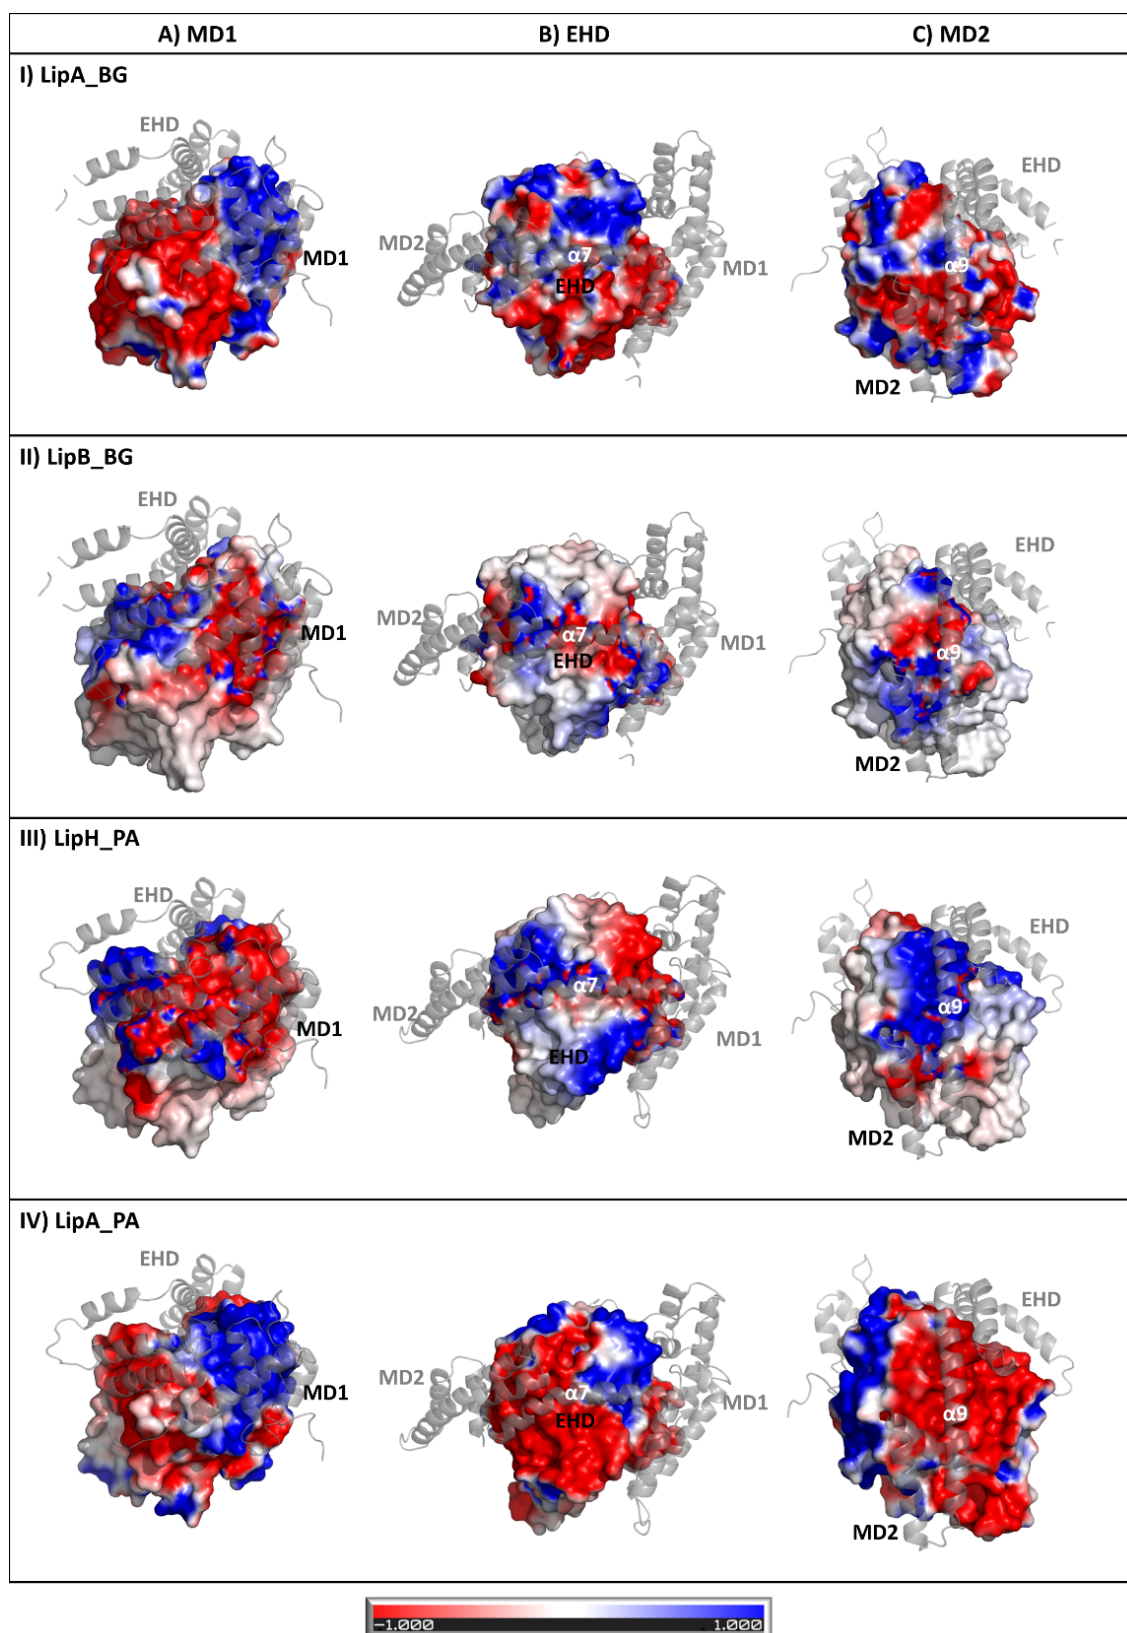 A) MD1 B) EHD C) MD2
I) LipA_BG
EHD MD1
MD2 α7 EHD MD1
EHD α9 MD2
II) LipB_BG
EHD MD1
MD2 α7 EHD MD1
EHD α9 MD2
III) LipH_PA
EHD MD1
MD2 α7 EHD MD1
EHD α9 MD2
IV) LipA_PA
EHD MD1
MD2 α7 EHD MD1
EHD α9 MD2
-1.000 1.000